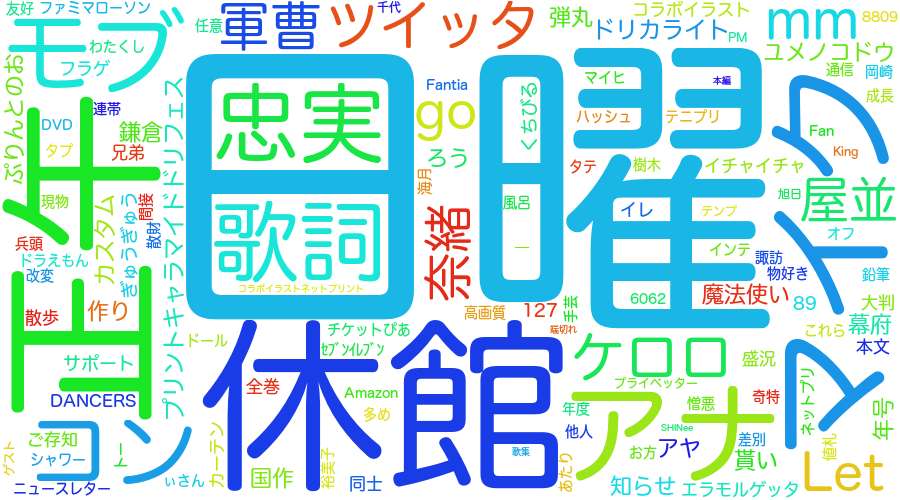 友好
ファミマローソン
千代
任意
軍曹
ツイッタ
弾丸
コラボイラスト
mm
8809
モブ
わたくし
フラゲ
ドリカライト
PM
ユメノコドウ
日曜
忠実
歌詞
コラボイラストネットプリント
Fantia
go
ろう
海月
奈緒
くちびる
風呂
マイヒ
本編
ハッシュ
テニプリ
通信
岡崎
成長
Fan
King
マイク
タテ
樹木
イチャイチャ
旭日
屋並
オフ
ぷりんとのお
DVD
連帯
タブ
鎌倉
兄弟
現物
カスタム
ぎゅうぎゅう
間接
散財
プリントキャラマイドドリフェス
兵頭
ドラえもん
改変
散歩
作り
サポート
ドール
DANCERS
イレ
テンプ
インテ
諏訪
物好き
鉛筆
6062
魔法使い
89
大判
これら
幕府
本文
高画質
127
手芸
端切れ
チケットぴあ
セブンイレブン
休館
ケロロ
盛況
プライベッター
ネットプリ
全巻
Amazon
多め
年度
憎悪
奇特
アナ
SHINee
他人
お方
アヤ
差別
貰い
値札
年号
コン
ご存知
シャワー
ゲスト
トー
ニュースレター
ぃさん
カーテン
国作
裕美子
同士
歌集
あたり
知らせ
エラモルゲッタ
Let